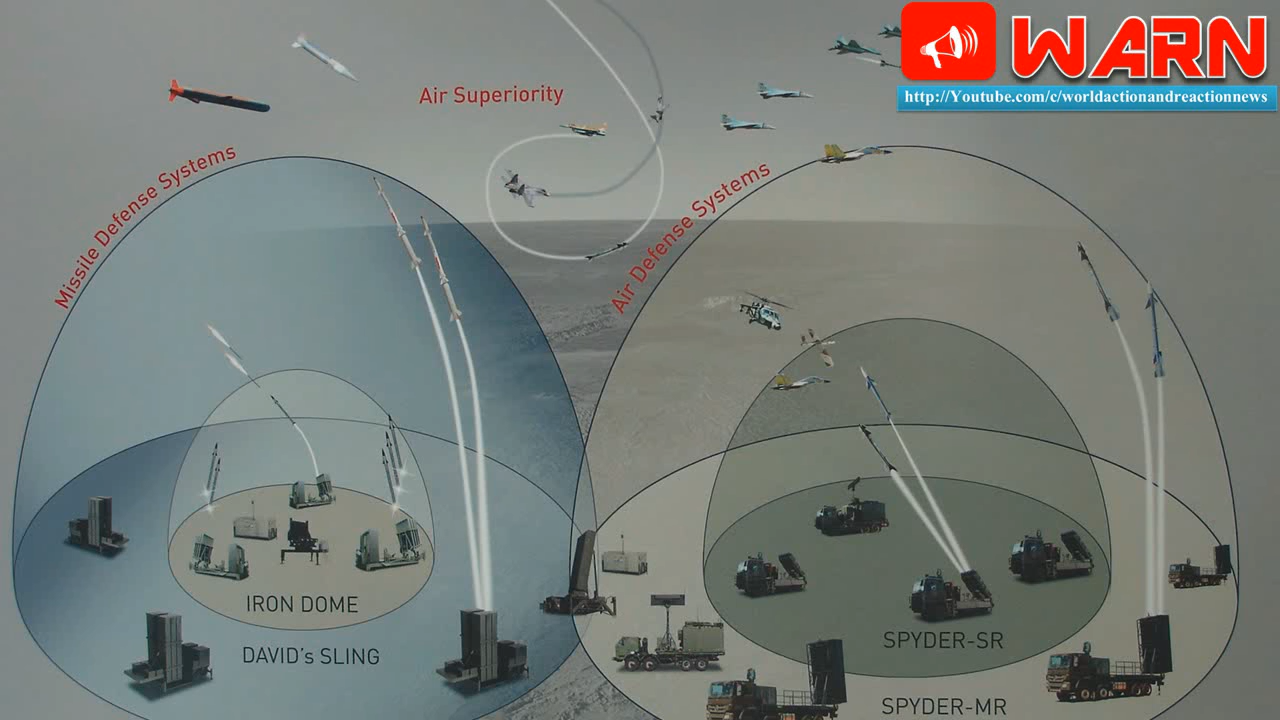 WARN
http://Youtube.com/c/worldactionandreactionnews
Air Superiority
Missile Defense Systems
Air Defense Systems
IRON DOME
DAVID's SLING
SPYDER-SR
SPYDER-MR